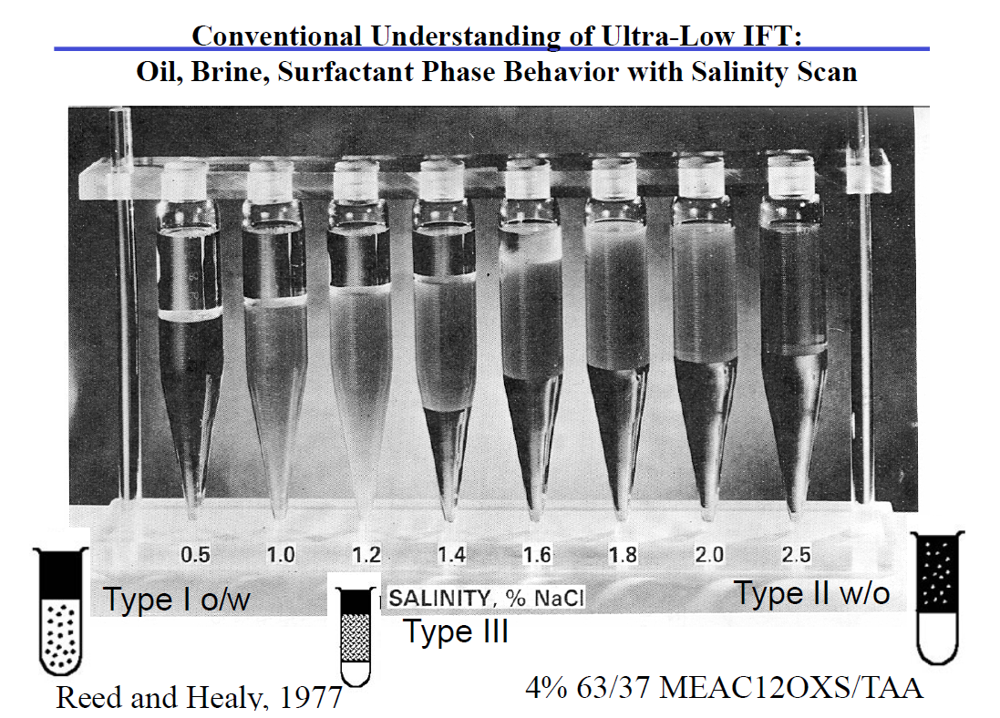 Conventional Understanding of Ultra-Low IFT:
Oil, Brine, Surfactant Phase Behavior with Salinity Scan
0.5 1.0 1.2 1.4 1.6 1.8 2.0 2.5
SALINITY, % NaCl
Type I o/w
Type III
Type II w/o
Reed and Healy, 1977
4% 63/37 MEAC12OXS/TAA